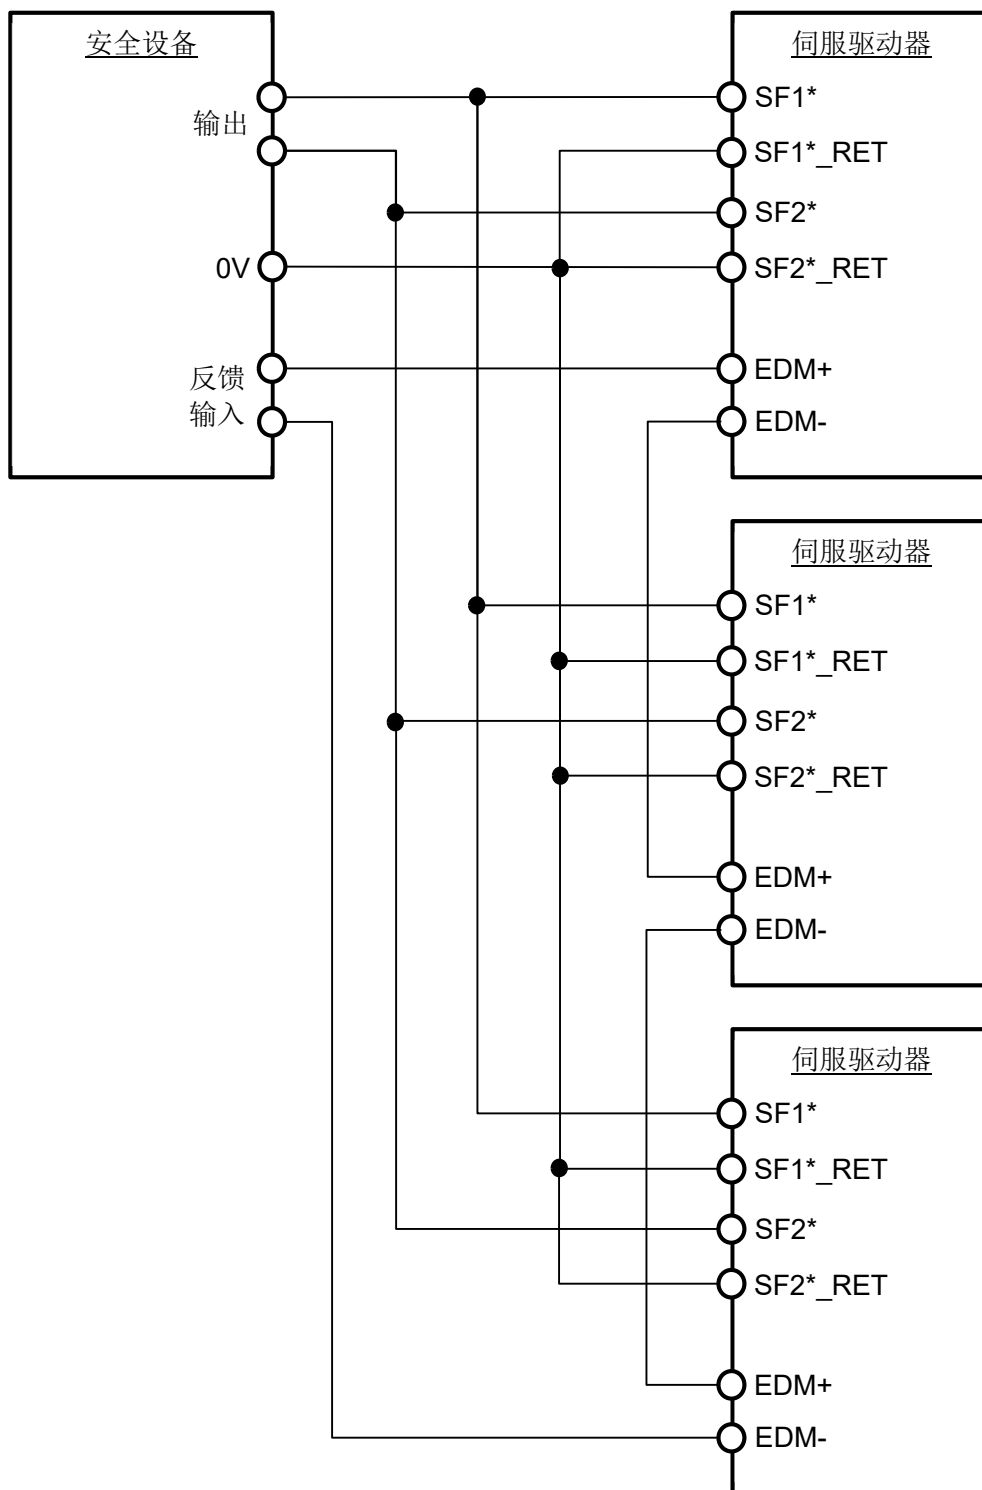 安全设备
输出
0V
反馈
输入
伺服驱动器
SF1*
SF1*_RET
SF2*
SF2*_RET
EDM+
EDM-
伺服驱动器
SF1*
SF1*_RET
SF2*
SF2*_RET
EDM+
EDM-
伺服驱动器
SF1*
SF1*_RET
SF2*
SF2*_RET
EDM+
EDM-